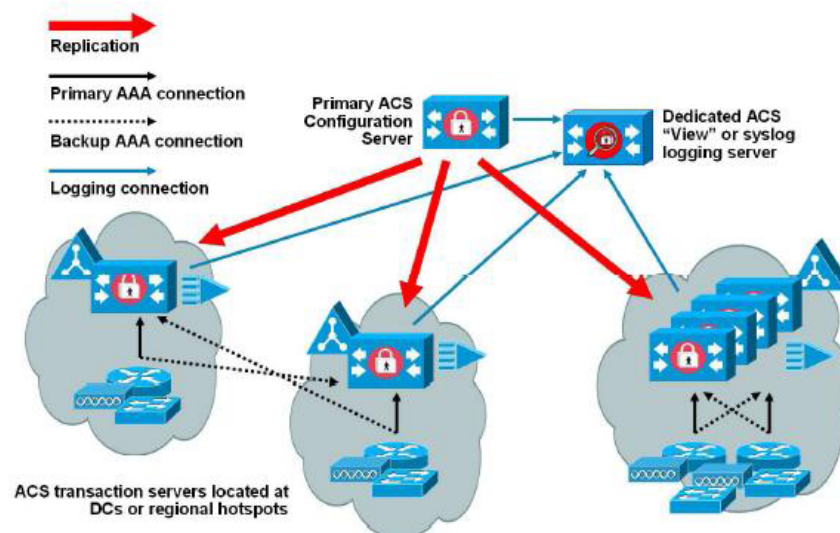 Replication
Primary AAA connection
Backup AAA connection
Logging connection
Primary ACS
Configuration
Server
Dedicated ACS
“View” or syslog
logging server
ACS transaction servers located at
DCs or regional hotspots